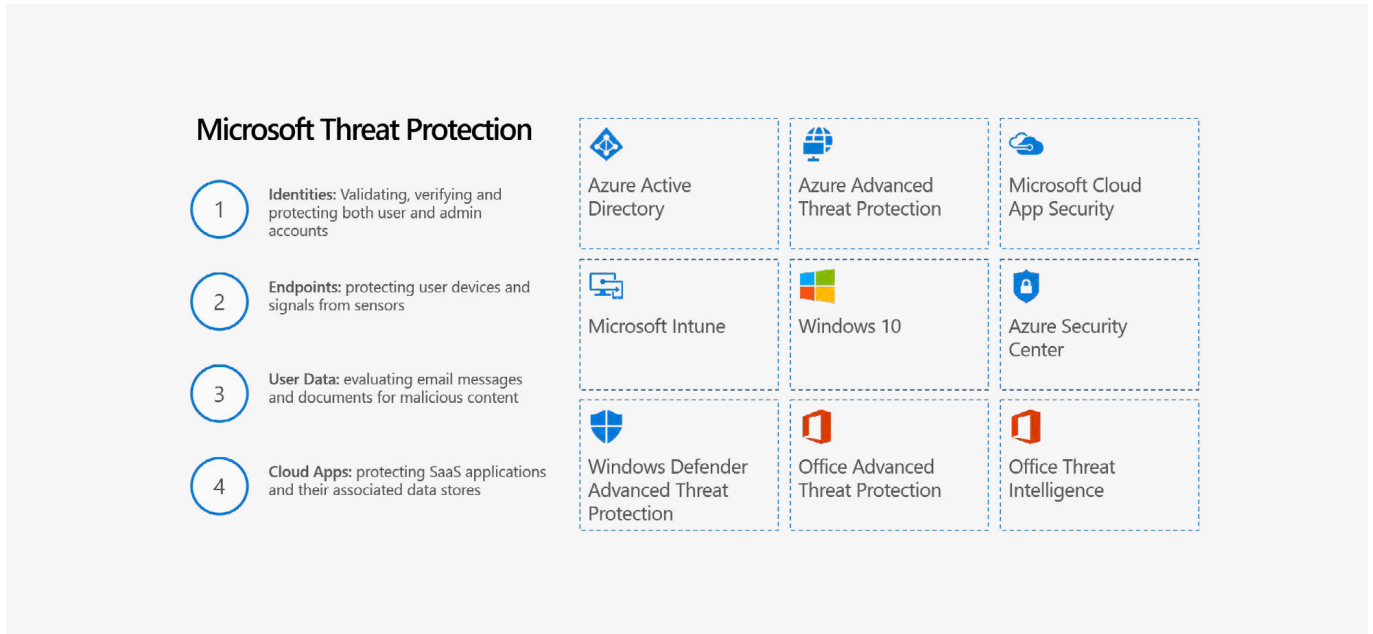 Microsoft Threat Protection
1
Identities: Validating, verifying and
protecting both user and admin
accounts
2
Endpoints: protecting user devices and
signals from sensors
3
User Data: evaluating email messages
and documents for malicious content
4
Cloud Apps: protecting SaaS applications
and their associated data stores
Azure Active
Directory
Azure Advanced
Threat Protection
Microsoft Cloud
App Security
Microsoft Intune
Windows 10
Azure Security
Center
Windows Defender
Advanced Threat
Protection
Office Advanced
Threat Protection
Office Threat
Intelligence